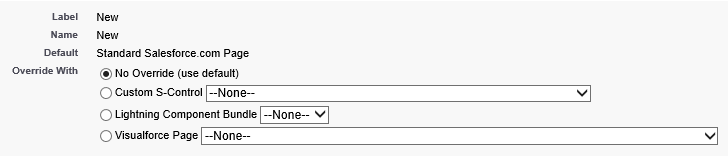 Label New
Name New
Default Standard Salesforce.com Page
Override With No Override (use default)
Custom S-Control --None--
Lightning Component Bundle --None--
Visualforce Page --None--